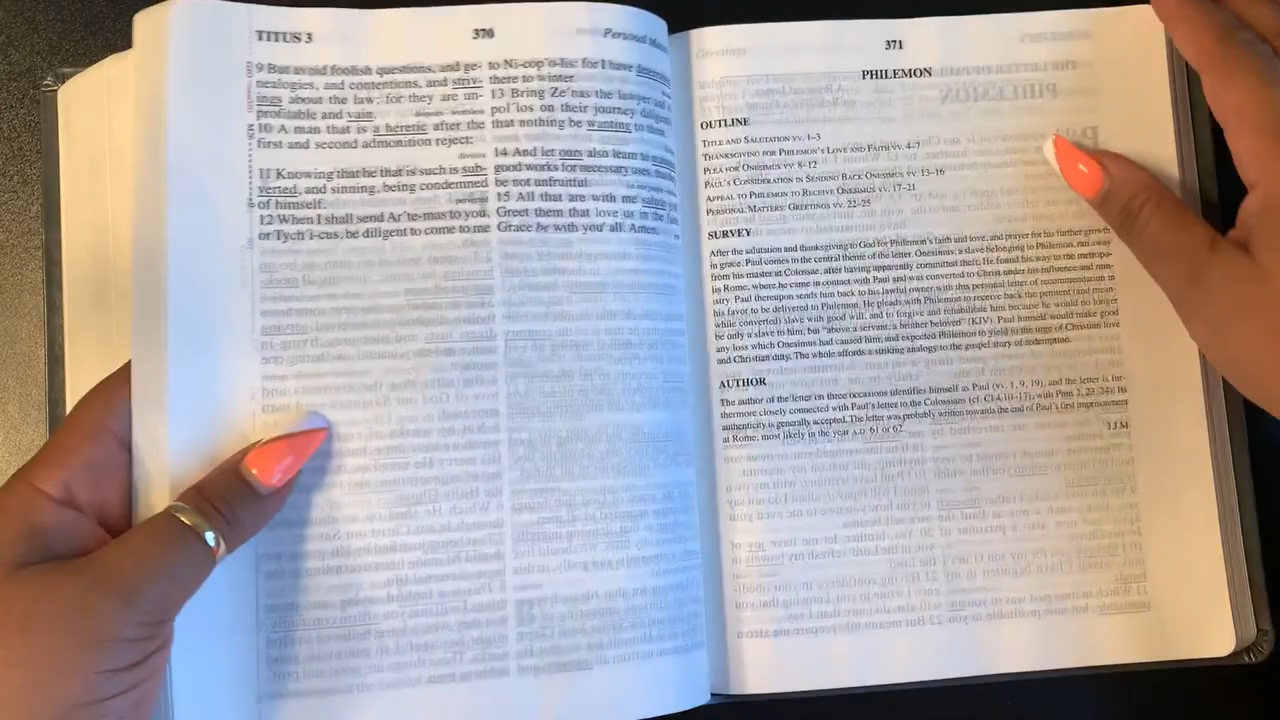 TITUS 3
370
Personal
9 But avoid foolish questions, and ge-
nealogies, and contentions, and striv-
ings about the law; for they are un-
profitable and vain.
10 A man that is a heretic after the
first and second admonition reject;
11 Knowing that he that is such is sub-
verted, and sinning, being condemned
of himself.
perverted
12 When I shall send Ar´te-mas to you,
or Tych´i-cus, be diligent to come to me
to Ni-cop´o-lis: for I have
there to winter.
13 Bring Ze´nas the lawyer and
pol´los on their journey
that nothing be wanting to them.
14 And let ours also learn to
good works for necessary uses,
be not unfruitful.
15 All that are with me salute
Greet them that love us in the
Grace be with you´ all. Amen.
371
PHILEMON
OUTLINE
TITLE AND SALUTATION VV. 1–3
THANKSGIVING FOR PHILEMON'S LOVE AND FAITH VV. 4–7
PLEA FOR ONESIMUS VV. 8–12
PAUL'S CONSIDERATION IN SENDING BACK ONESIMUS VV. 13–16
APPEAL TO PHILEMON TO RECEIVE ONESIMUS VV. 17–21
PERSONAL MATTERS: GREETINGS VV. 22–25
SURVEY
After the salutation and thanksgiving to God for Philemon's faith and love, and prayer for his further growth
in grace, Paul comes to the central theme of the letter. Onesimus, a slave belonging to Philemon, ran away
from his master at Colossae, after having apparently committed theft. He found his way to the metropo-
lis Rome, where he came in contact with Paul and was converted to Christ under his influence and min-
istry. Paul thereupon sends him back to his lawful owner with this personal letter of recommendation in
his favor to be delivered to Philemon. He pleads with Philemon to receive back the penitent (and mean-
while converted) slave with good will, and to forgive and rehabilitate him because he would no longer
be only a slave to him, but "above a servant, a brother beloved" (KJV). Paul himself would make good
any loss which Onesimus had caused him; and expected Philemon to yield to the urge of Christian love
and Christian duty. The whole affords a striking analogy to the gospel story of redemption.
AUTHOR
The author of the letter on three occasions identifies himself as Paul (vv. 1, 9, 19), and the letter is fur-
thermore closely connected with Paul's letter to the Colossians (cf. Cl 4.10–17); with Phm 2, 23, 24). Its
authenticity is generally accepted. The letter was probably written towards the end of Paul's first imprisonment
at Rome, most likely in the year A.D. 61 or 62.
J.J.M.